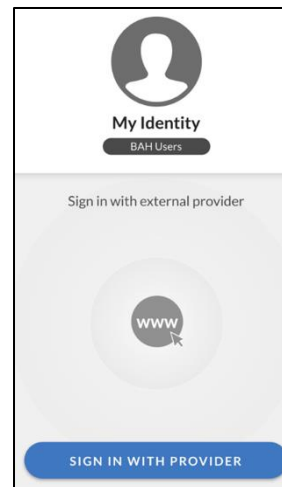 My Identity
BAH Users
Sign in with external provider
www
SIGN IN WITH PROVIDER